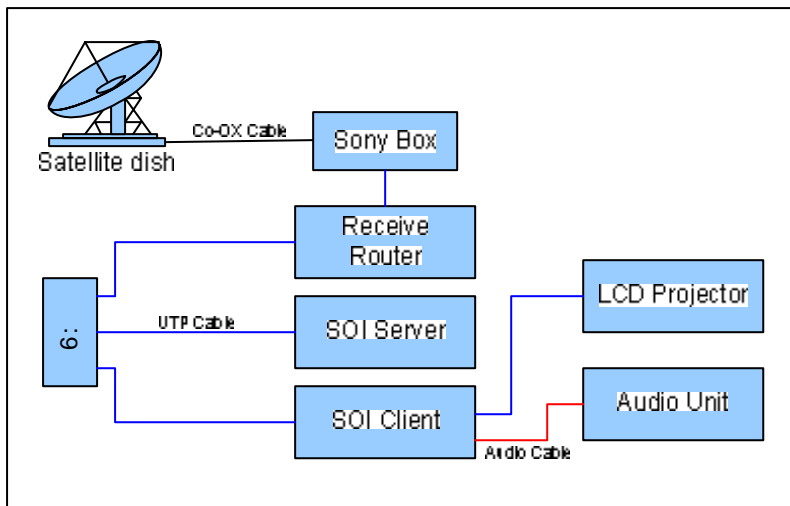 Co-OX Cable
Satellite dish
Sony Box
Receive
Router
LCD Projector
UTP Cable
SOI Server
SOI Client
Audio Unit
Audio Cable